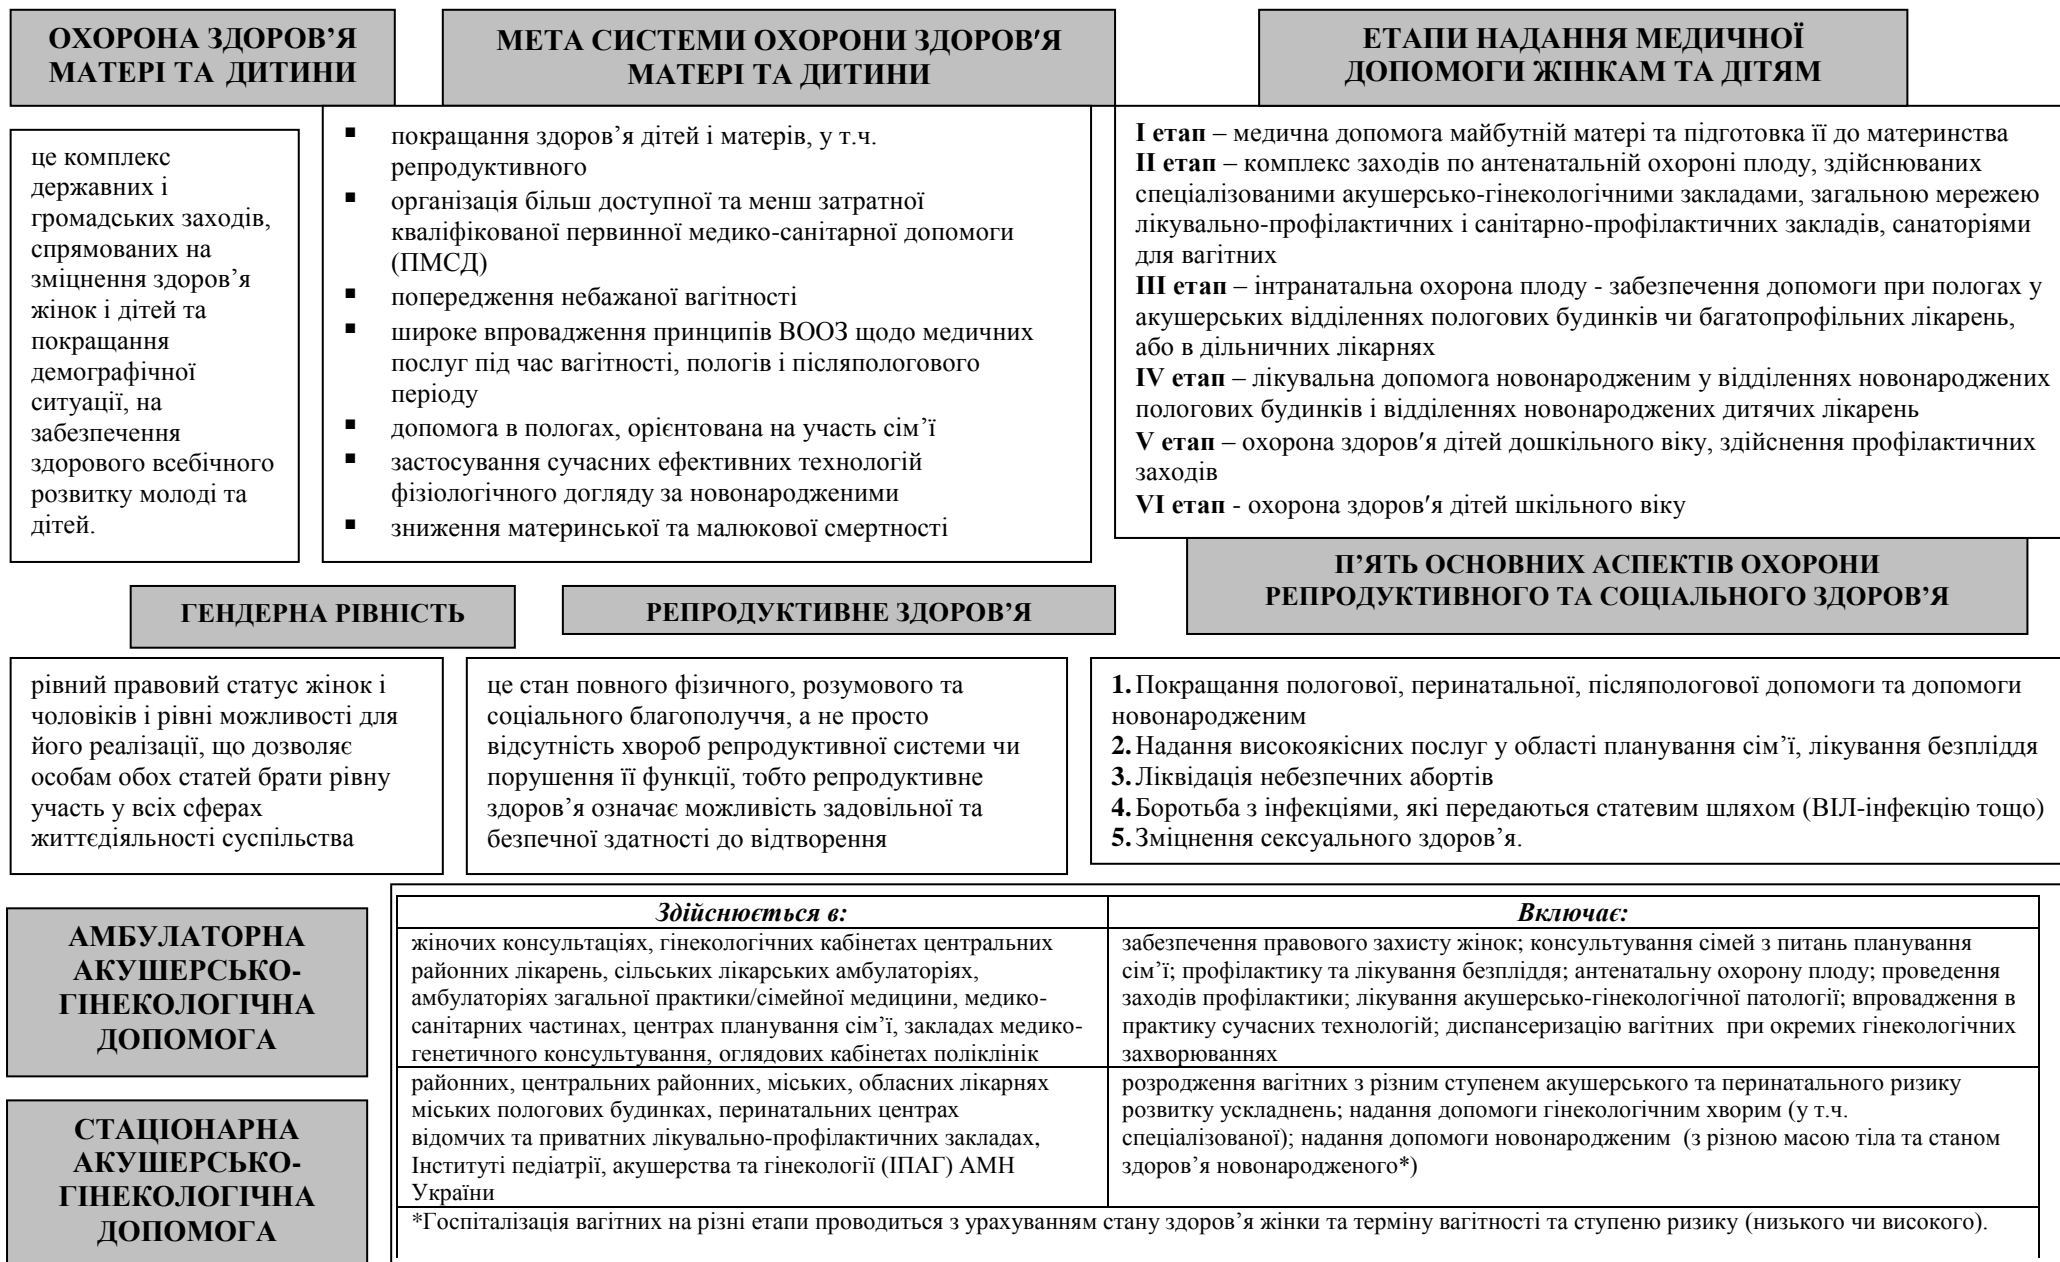 ОХОРОНА ЗДОРОВ’Я
МАТЕРІ ТА ДИТИНИ
це комплекс
державних і
громадських заходів,
спрямованих на
зміцнення здоров’я
жінок і дітей та
покращання
демографічної
ситуації, на
забезпечення
здорового всебічного
розвитку молоді та
дітей.
МЕТА СИСТЕМИ ОХОРОНИ ЗДОРОВ'Я
МАТЕРІ ТА ДИТИНИ
▪ покращання здоров’я дітей і матерів, у т.ч.
репродуктивного
▪ організація більш доступної та менш затратної
кваліфікованої первинної медико-санітарної допомоги
(ПМСД)
▪ попередження небажаної вагітності
▪ широке впровадження принципів ВООЗ щодо медичних
послуг під час вагітності, пологів і післяпологового
періоду
▪ допомога в пологах, орієнтована на участь сім’ї
▪ застосування сучасних ефективних технологій
фізіологічного догляду за новонародженими
▪ зниження материнської та малюкової смертності
ЕТАПИ НАДАННЯ МЕДИЧНОЇ
ДОПОМОГИ ЖІНКАМ ТА ДІТЯМ
І етап – медична допомога майбутній матері та підготовка її до материнства
ІІ етап – комплекс заходів по антенатальній охороні плоду, здійснюваних
спеціалізованими акушерсько-гінекологічними закладами, загальною мережею
лікувально-профілактичних і санітарно-профілактичних закладів, санаторіями
для вагітних
ІІІ етап – інтранатальна охорона плоду - забезпечення допомоги при пологах у
акушерських відділеннях пологових будинків чи багатопрофільних лікарень,
або в дільничних лікарнях
IV етап – лікувальна допомога новонародженим у відділеннях новонароджених
пологових будинків і відділеннях новонароджених дитячих лікарень
V етап – охорона здоров'я дітей дошкільного віку, здійснення профілактичних
заходів
VI етап - охорона здоров'я дітей шкільного віку
ГЕНДЕРНА РІВНІСТЬ
рівний правовий статус жінок і
чоловіків і рівні можливості для
його реалізації, що дозволяє
особам обох статей брати рівну
участь у всіх сферах
життєдіяльності суспільства
РЕПРОДУКТИВНЕ ЗДОРОВ’Я
це стан повного фізичного, розумового та
соціального благополуччя, а не просто
відсутність хвороб репродуктивної системи чи
порушення її функції, тобто репродуктивне
здоров’я означає можливість задовільної та
безпечної здатності до відтворення
П’ЯТЬ ОСНОВНИХ АСПЕКТІВ ОХОРОНИ
РЕПРОДУКТИВНОГО ТА СОЦІАЛЬНОГО ЗДОРОВ’Я
1. Покращання пологової, перинатальної, післяпологової допомоги та допомоги
новонародженим
2. Надання високоякісних послуг у області планування сім’ї, лікування безпліддя
3. Ліквідація небезпечних абортів
4. Боротьба з інфекціями, які передаються статевим шляхом (ВІЛ-інфекцію тощо)
5. Зміцнення сексуального здоров’я.
АМБУЛАТОРНА
АКУШЕРСЬКО-
ГІНЕКОЛОГІЧНА
ДОПОМОГА
СТАЦІОНАРНА
АКУШЕРСЬКО-
ГІНЕКОЛОГІЧНА
ДОПОМОГА
Здійснюється в:
Включає:
жіночих консультаціях, гінекологічних кабінетах центральних
районних лікарень, сільських лікарських амбулаторіях,
амбулаторіях загальної практики/сімейної медицини, медико-
санітарних частинах, центрах планування сім’ї, закладах медико-
генетичного консультування, оглядових кабінетах поліклінік
забезпечення правового захисту жінок; консультування сімей з питань планування
сім’ї; профілактику та лікування безпліддя; антенатальну охорону плоду; проведення
заходів профілактики; лікування акушерсько-гінекологічної патології; впровадження в
практику сучасних технологій; диспансеризацію вагітних при окремих гінекологічних
захворюваннях
районних, центральних районних, міських, обласних лікарнях
міських пологових будинках, перинатальних центрах
відомчих та приватних лікувально-профілактичних закладах,
Інституті педіатрії, акушерства та гінекології (ІПАГ) АМН
України
розродження вагітних з різним ступенем акушерського та перинатального ризику
розвитку ускладнень; надання допомоги гінекологічним хворим (у т.ч.
спеціалізованої); надання допомоги новонародженим (з різною масою тіла та станом
здоров’я новонародженого*)
*Госпіталізація вагітних на різні етапи проводиться з урахуванням стану здоров’я жінки та терміну вагітності та ступеню ризику (низького чи високого).